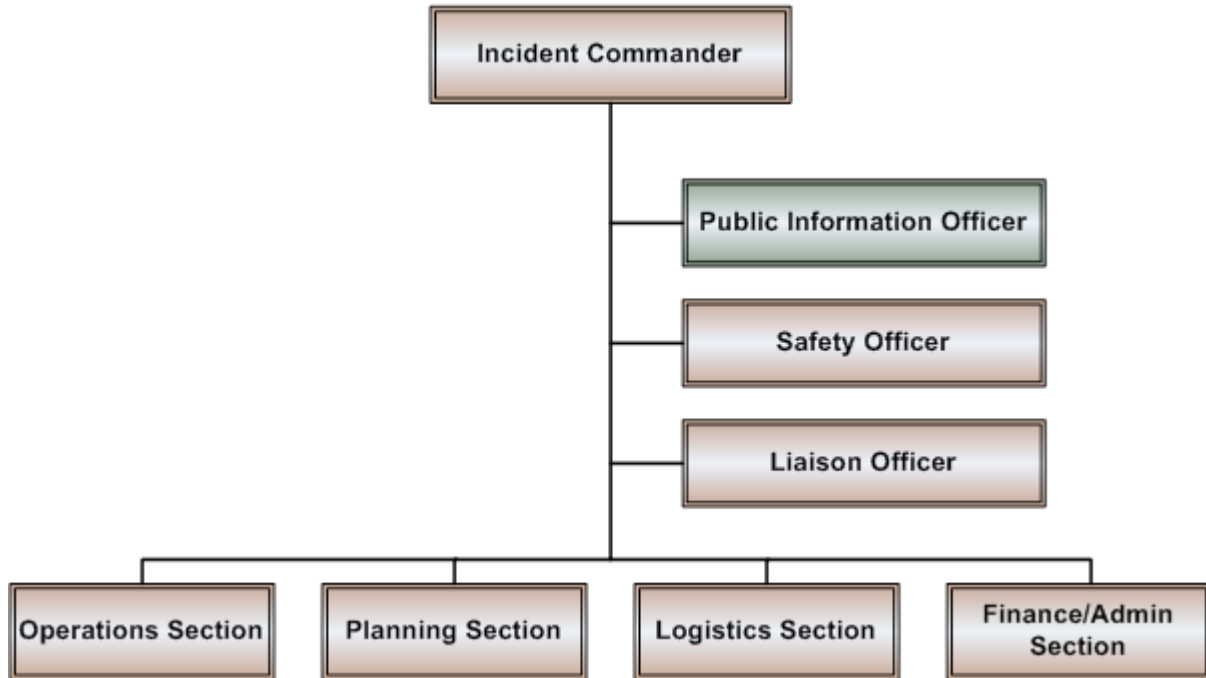 Incident Commander
Public Information Officer
Safety Officer
Liaison Officer
Operations Section
Planning Section
Logistics Section
Finance/Admin
Section